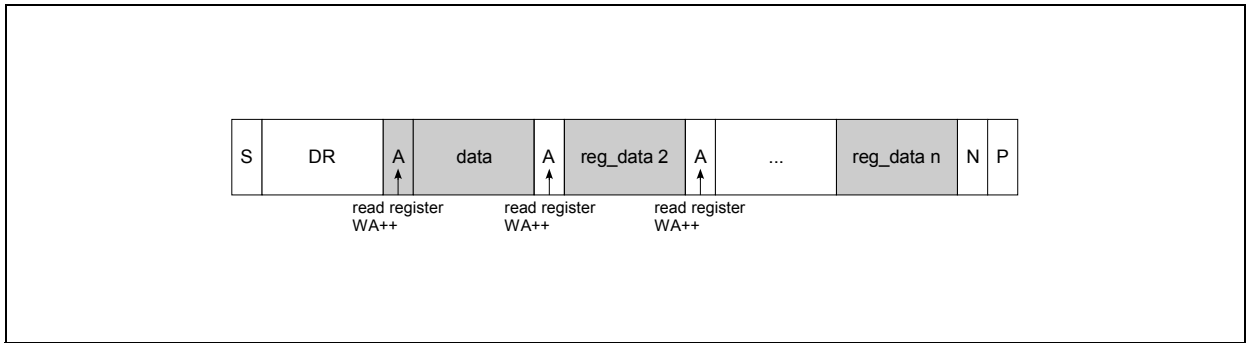 S DR A data A reg_data 2 A ... reg_data n N P
read register read register read register
WA++ WA++ WA++